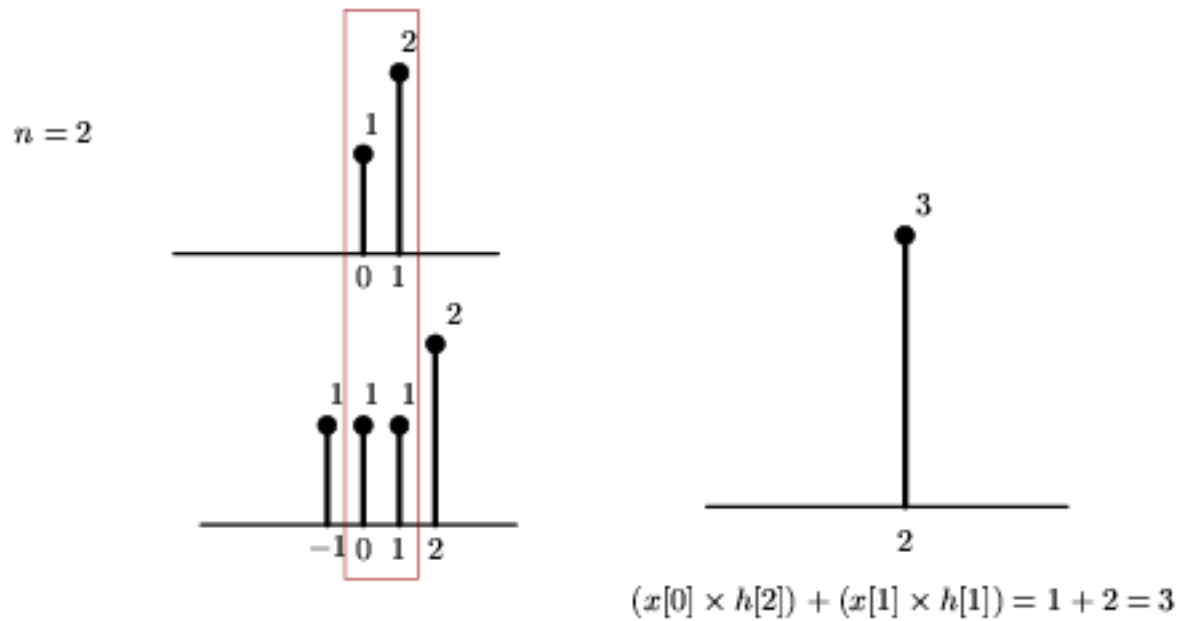 2
1
n = 2
3
0 1
2
1 1 1
−1 0 1 2
2
(x[0] × h[2]) + (x[1] × h[1]) = 1 + 2 = 3